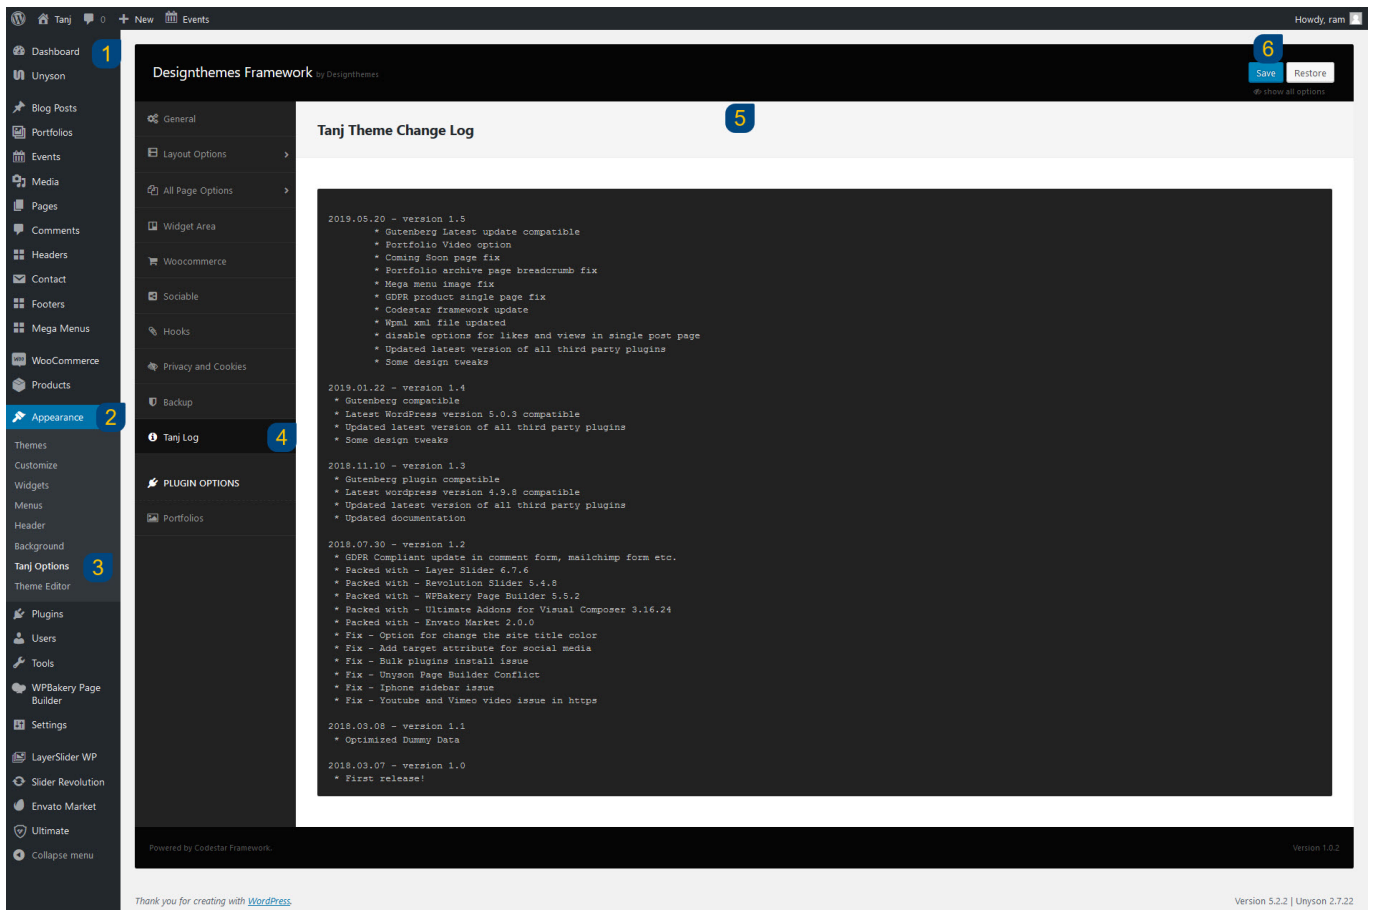 Tanj
0
New
Events
Howdy, ram
Dashboard
1
Unyson
Blog Posts
Portfolios
Events
Media
Pages
Comments
Headers
Contact
Footers
Mega Menus
WooCommerce
Products
Appearance
2
Themes
Customize
Widgets
Menus
Header
Background
Tanj Options
3
Theme Editor
Plugins
Users
Tools
WPBakery Page
Builder
Settings
LayerSlider WP
Slider Revolution
Envato Market
Ultimate
Collapse menu
Designthemes Framework by Designthemes
6
Save
Restore
show all options
General
Layout Options
All Page Options
Widget Area
Woocommerce
Sociable
Hooks
Privacy and Cookies
Backup
Tanj Log
4
PLUGIN OPTIONS
Portfolios
5
Tanj Theme Change Log
2019.05.20 - version 1.5
* Gutenberg Latest update compatible
* Portfolio Video option
* Coming Soon page fix
* Portfolio archive page breadcrumb fix
* Mega menu image fix
* GDPR product single page fix
* Codestar framework update
* Wpml xml file updated
* disable options for likes and views in single post page
* Updated latest version of all third party plugins
* Some design tweaks
2019.01.22 - version 1.4
* Gutenberg compatible
* Latest WordPress version 5.0.3 compatible
* Updated latest version of all third party plugins
* Some design tweaks
2018.11.10 - version 1.3
* Gutenberg plugin compatible
* Latest wordpress version 4.9.8 compatible
* Updated latest version of all third party plugins
* Updated documentation
2018.07.30 - version 1.2
* GDPR Compliant update in comment form, mailchimp form etc.
* Packed with - Layer Slider 6.7.6
* Packed with - Revolution Slider 5.4.8
* Packed with - WPBakery Page Builder 5.5.2
* Packed with - Ultimate Addons for Visual Composer 3.16.24
* Packed with - Envato Market 2.0.0
* Fix - Option for change the site title color
* Fix - Add target attribute for social media
* Fix - Bulk plugins install issue
* Fix - Unyson Page Builder Conflict
* Fix - Iphone sidebar issue
* Fix - Youtube and Vimeo video issue in https
2018.03.08 - version 1.1
* Optimized Dummy Data
2018.03.07 - version 1.0
* First release!
Powered by Codestar Framework.
Version 1.0.2
Thank you for creating with WordPress.
Version 5.2.2 | Unyson 2.7.22